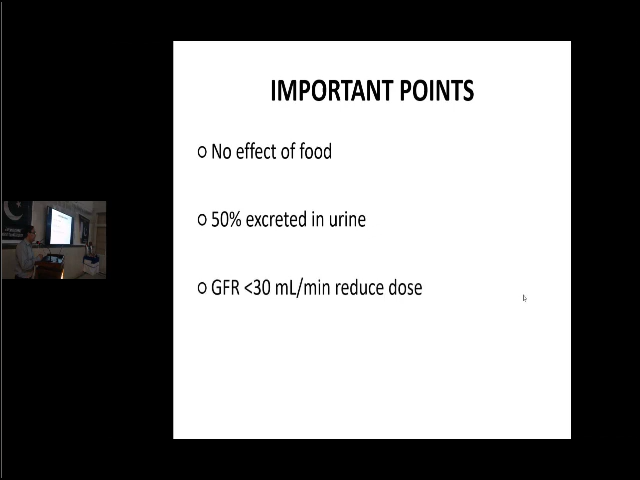 IMPORTANT POINTS
No effect of food
50% excreted in urine
GFR <30 mL/min reduce dose